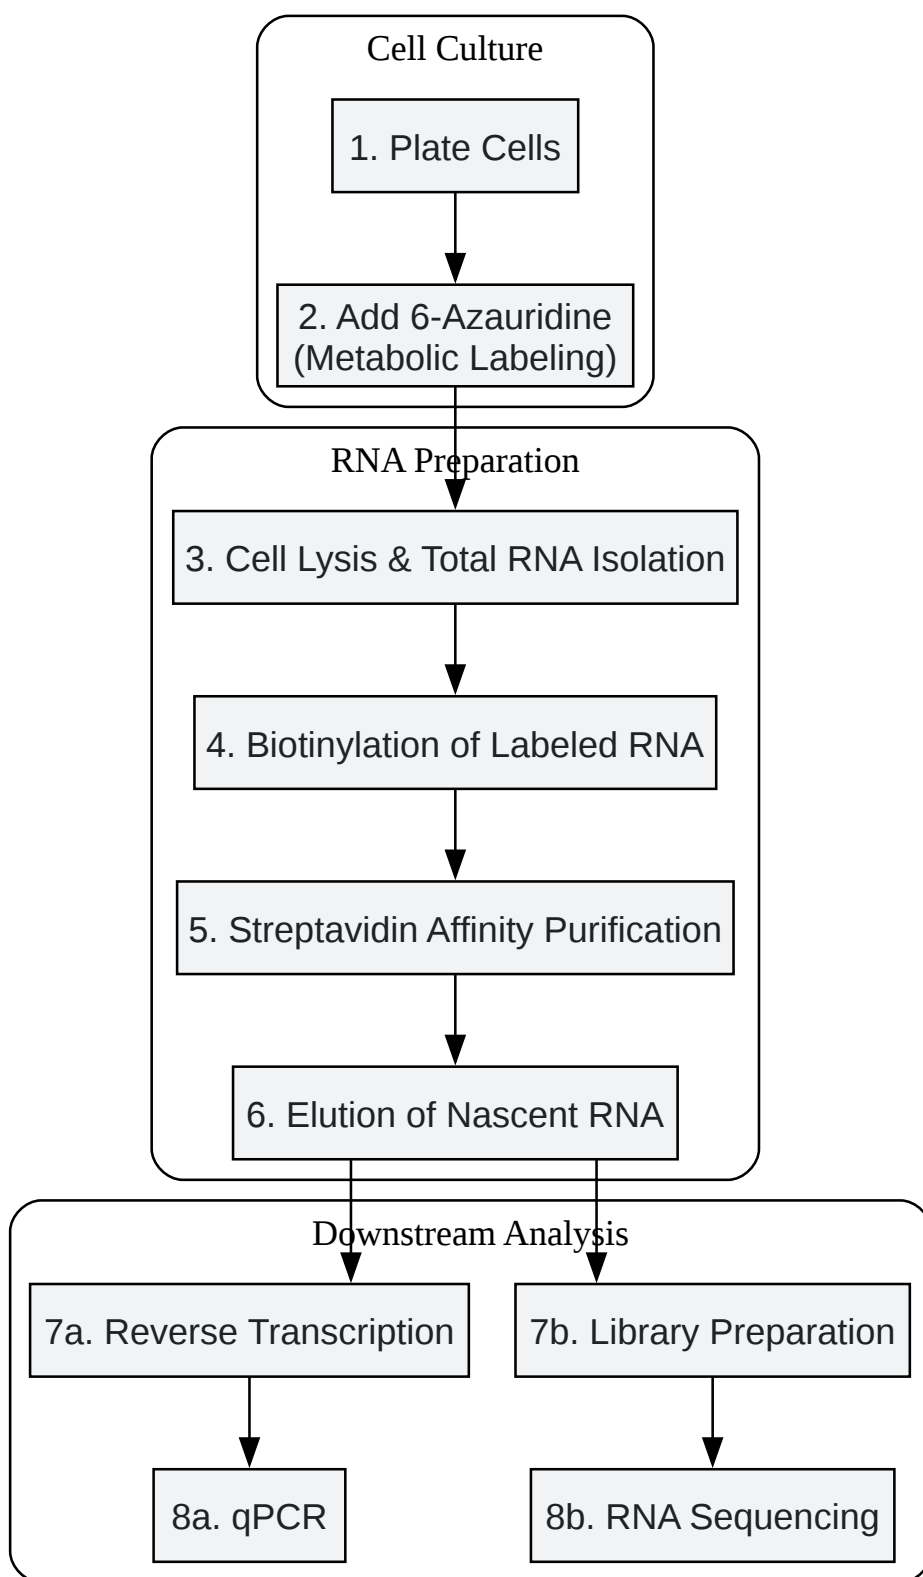 Cell Culture
1. Plate Cells
2. Add 6-Azauridine
(Metabolic Labeling)
RNA Preparation
3. Cell Lysis & Total RNA Isolation
4. Biotinylation of Labeled RNA
5. Streptavidin Affinity Purification
6. Elution of Nascent RNA
Downstream Analysis
7a. Reverse Transcription
7b. Library Preparation
8a. qPCR
8b. RNA Sequencing